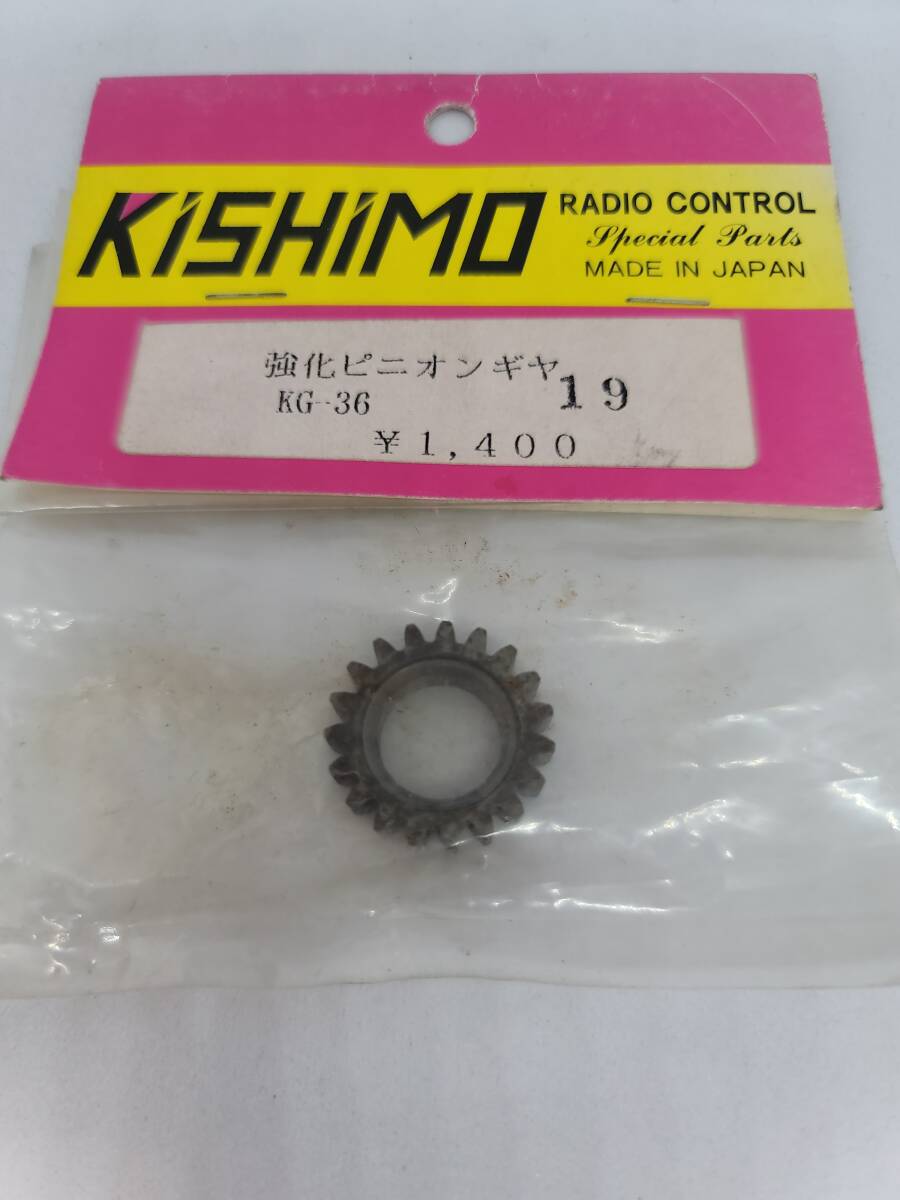 KiSHiMO
RADIO CONTROL
Special Parts
MADE IN JAPAN
強化ピニオンギヤ
KG-36 19
¥1,400